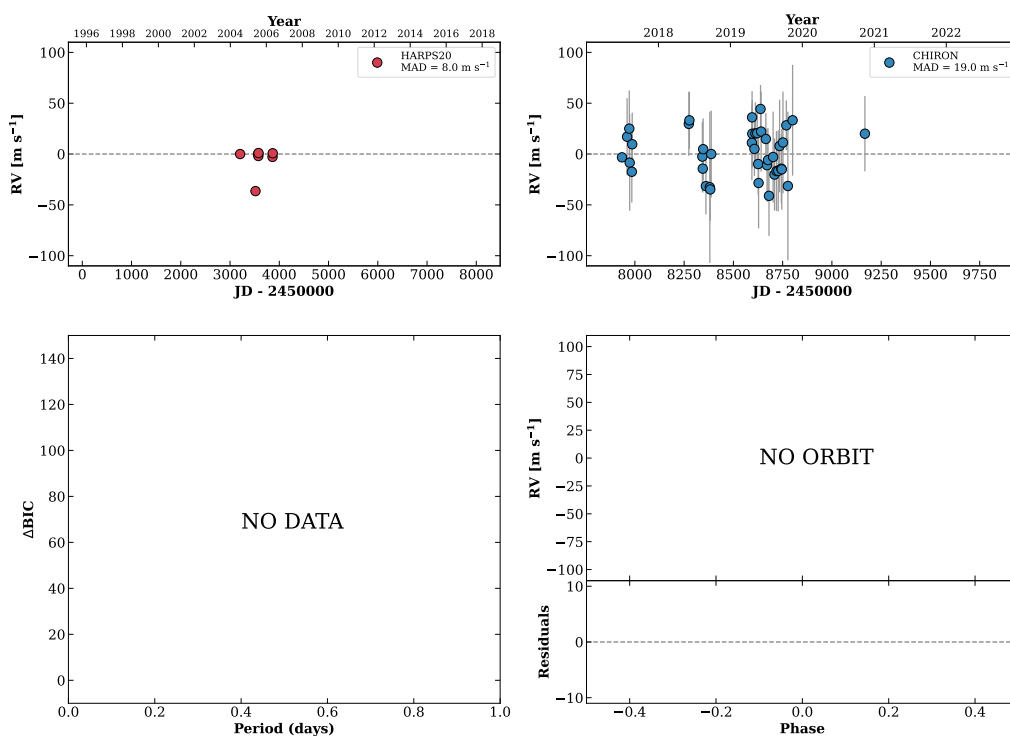 Year
1996 1998 2000 2002 2004 2006 2008 2010 2012 2014 2016 2018
HARPS20
MAD = 8.0 m s⁻¹
RV [m s⁻¹]
100
50
0
−50
−100
0 1000 2000 3000 4000 5000 6000 7000 8000
JD - 2450000
Year
2018 2019 2020 2021 2022
CHIRON
MAD = 19.0 m s⁻¹
RV [m s⁻¹]
100
50
0
−50
−100
8000 8250 8500 8750 9000 9250 9500 9750
JD - 2450000
ΔBIC
140
120
100
80
60
40
20
0
NO DATA
0.0 0.2 0.4 0.6 0.8 1.0
Period (days)
RV [m s⁻¹]
100
75
50
25
0
−25
−50
−75
−100
NO ORBIT
Residuals
10
0
−10
−0.4 −0.2 −0.0 0.2 0.4
Phase